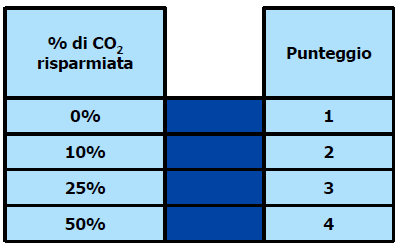 % di CO₂
risparmiata
Punteggio
0% 1
10% 2
25% 3
50% 4